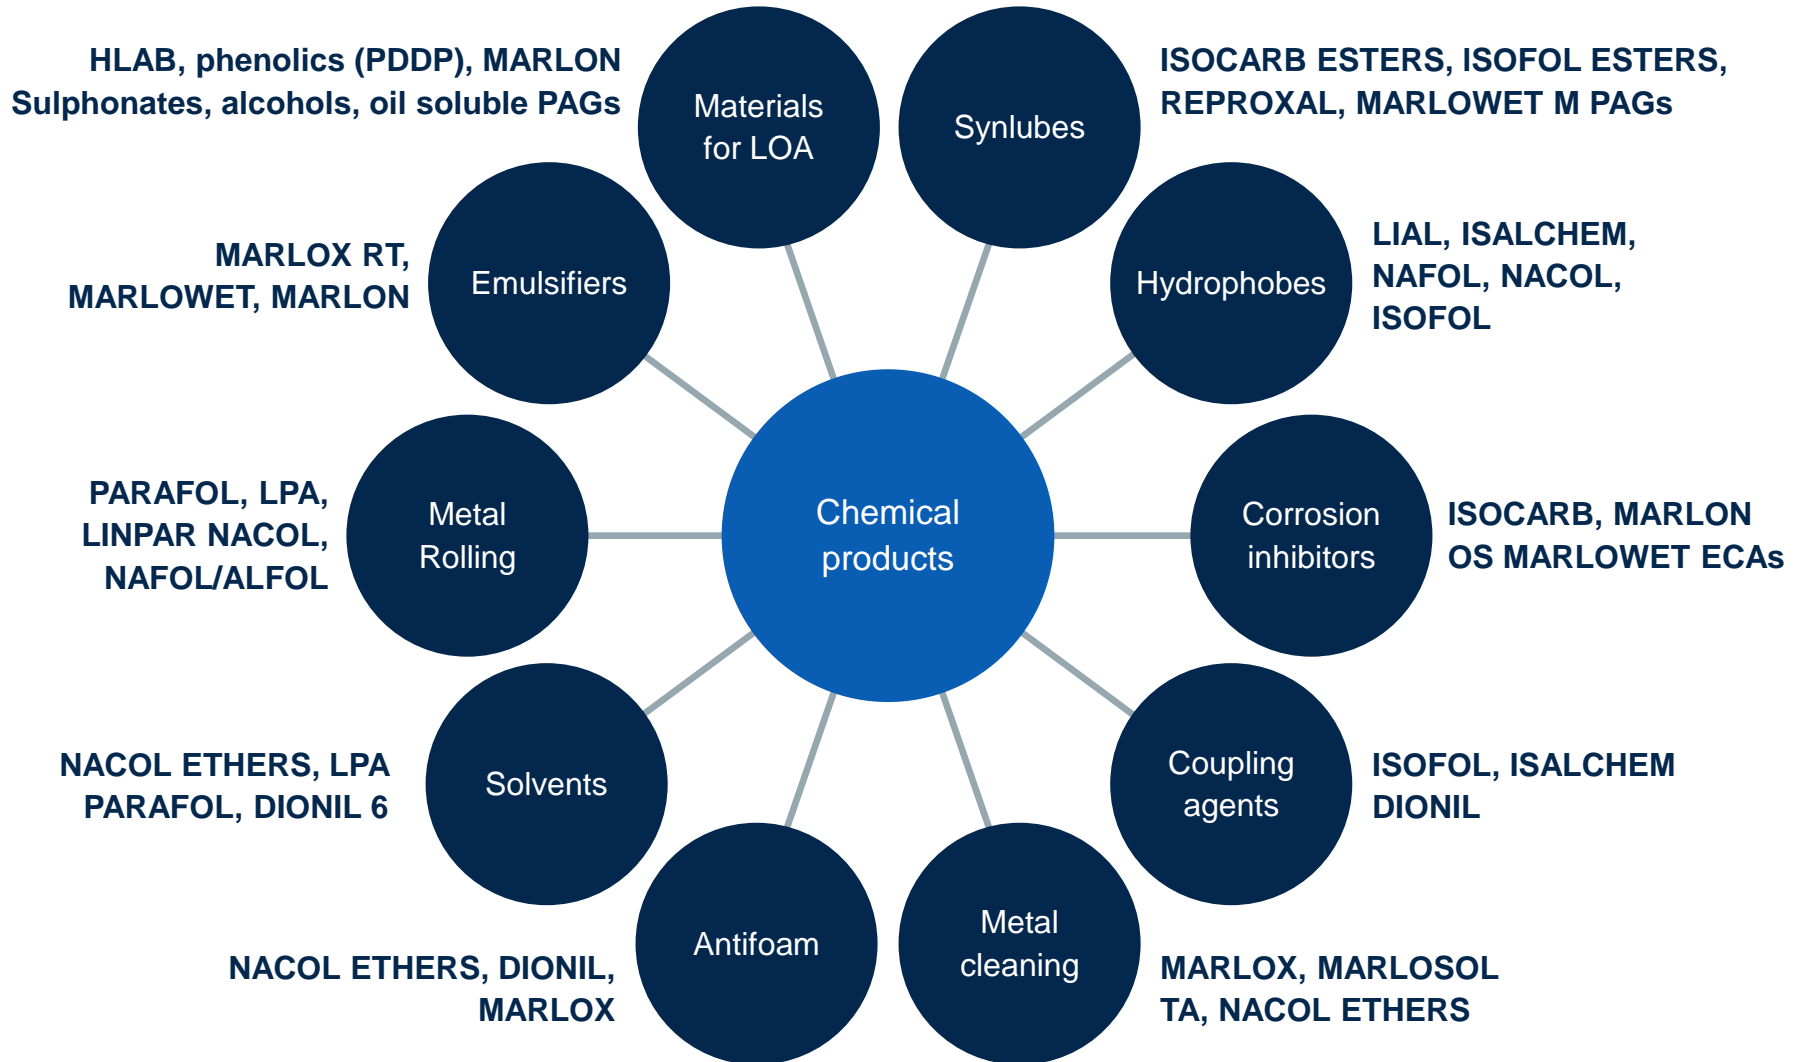 HLAB, phenolics (PDDP), MARLON
Sulphonates, alcohols, oil soluble PAGs
Materials
for LOA
Synlubes
ISOCARB ESTERS, ISOFOL ESTERS,
REPROXAL, MARLOWET M PAGs
MARLOX RT,
MARLOWET, MARLON
Emulsifiers
Hydrophobes
LIAL, ISALCHEM,
NAFOL, NACOL,
ISOFOL
PARAFOL, LPA,
LINPAR NACOL,
NAFOL/ALFOL
Metal
Rolling
Chemical
products
Corrosion
inhibitors
ISOCARB, MARLON
OS MARLOWET ECAs
NACOL ETHERS, LPA
PARAFOL, DIONIL 6
Solvents
Coupling
agents
ISOFOL, ISALCHEM
DIONIL
NACOL ETHERS, DIONIL,
MARLOX
Antifoam
Metal
cleaning
MARLOX, MARLOSOL
TA, NACOL ETHERS